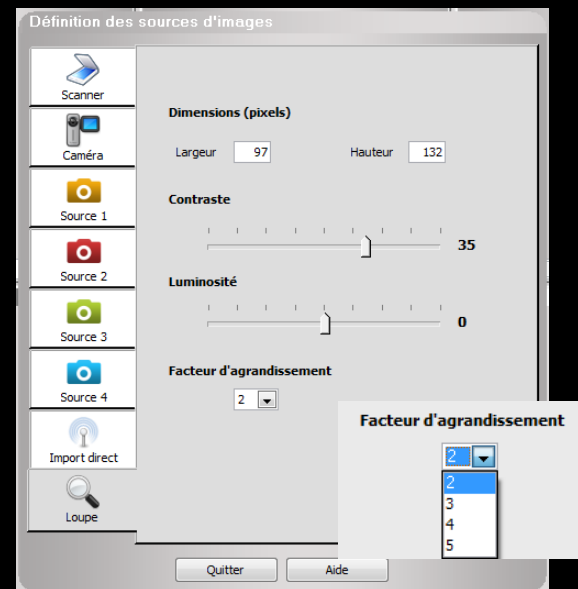 Définition des sources d'images
Scanner
Caméra
Source 1
Source 2
Source 3
Source 4
Import direct
Loupe
Dimensions (pixels)
Largeur 97 Hauteur 132
Contraste
35
Luminosité
0
Facteur d'agrandissement
2
Facteur d'agrandissement
2
2
3
4
5
Quitter Aide